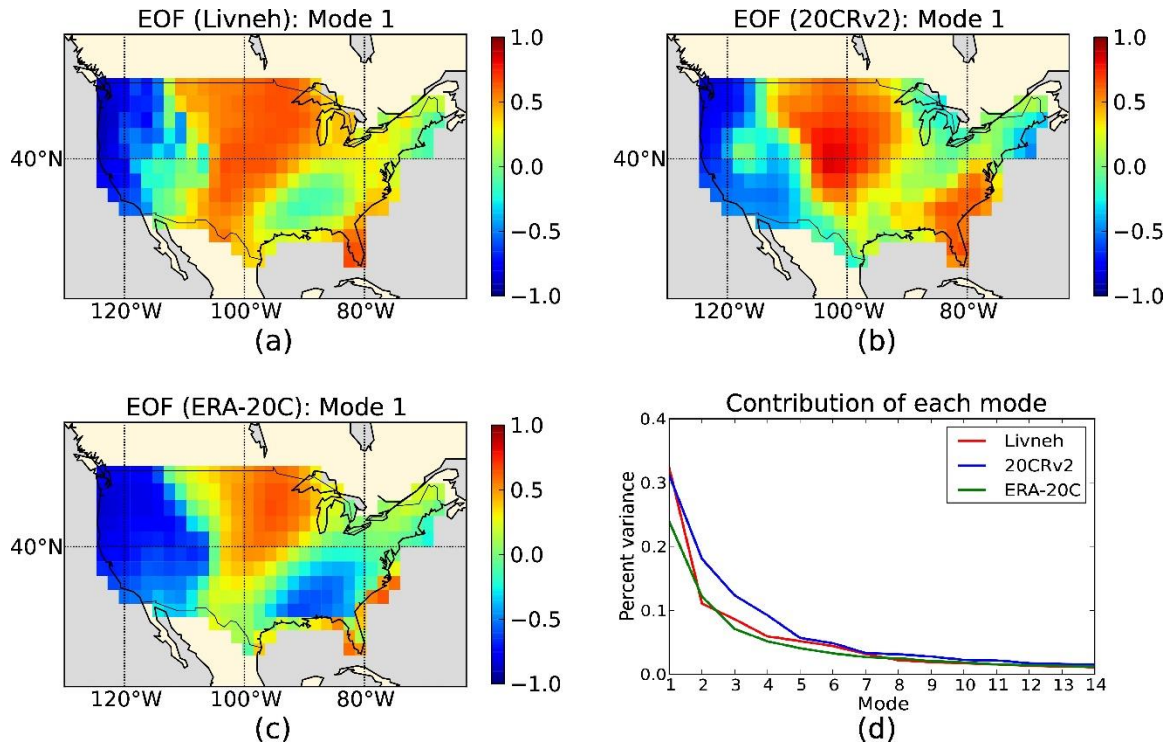 EOF (Livneh): Mode 1
1.0
0.5
0.0
−0.5
−1.0
40°N
120°W 100°W 80°W
(a)
EOF (20CRv2): Mode 1
1.0
0.5
0.0
−0.5
−1.0
40°N
120°W 100°W 80°W
(b)
EOF (ERA-20C): Mode 1
1.0
0.5
0.0
−0.5
−1.0
40°N
120°W 100°W 80°W
(c)
Contribution of each mode
Percent variance
0.4
0.3
0.2
0.1
0.0
Livneh
20CRv2
ERA-20C
1 2 3 4 5 6 7 8 9 10 11 12 13 14
Mode
(d)